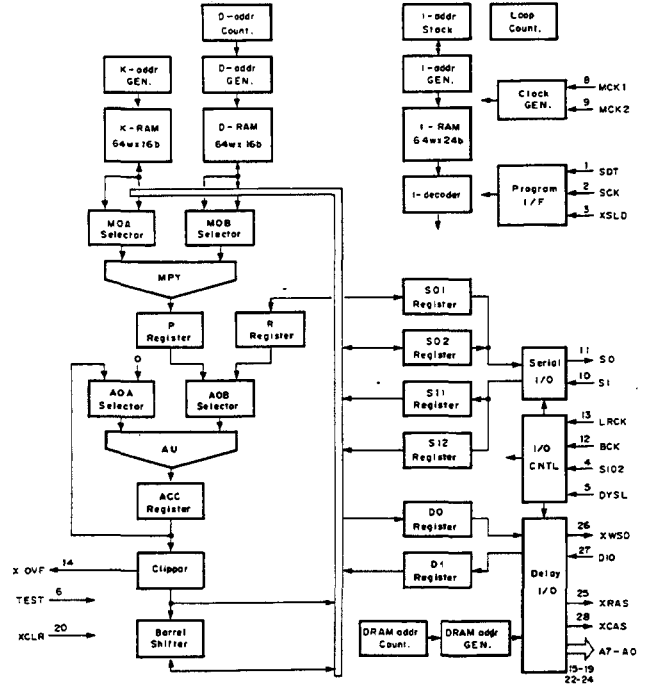 D-addr
Count.
I-addr
Stack
Loop
Count.
K-addr
GEN.
D-addr
GEN.
I-addr
GEN.
Clock
GEN.
8 MCK1
9 MCK2
K-RAM
64wx16b
D-RAM
64wx16b
I-RAM
64wx24b
I-decoder
Program
I/F
1 SDT
2 SCK
3 XSLD
MOA
Selector
MOB
Selector
MPY
P
Register
R
Register
SO1
Register
SO2
Register
SI1
Register
SI2
Register
Serial
I/O
11 SO
10 SI
0
AOA
Selector
AOB
Selector
AU
ACC
Register
I/O
CNTL
13 LRCK
12 BCK
4 SIO2
5 DYSL
DO
Register
DI
Register
Delay
I/O
26 XWSD
27 DIO
25 XRAS
28 XCAS
A7-A0
15-19
22-24
X OVF 14
TEST 6
XCLR 20
Clippar
Barrel
Shifter
DRAM addr
Count.
DRAM addr
GEN.